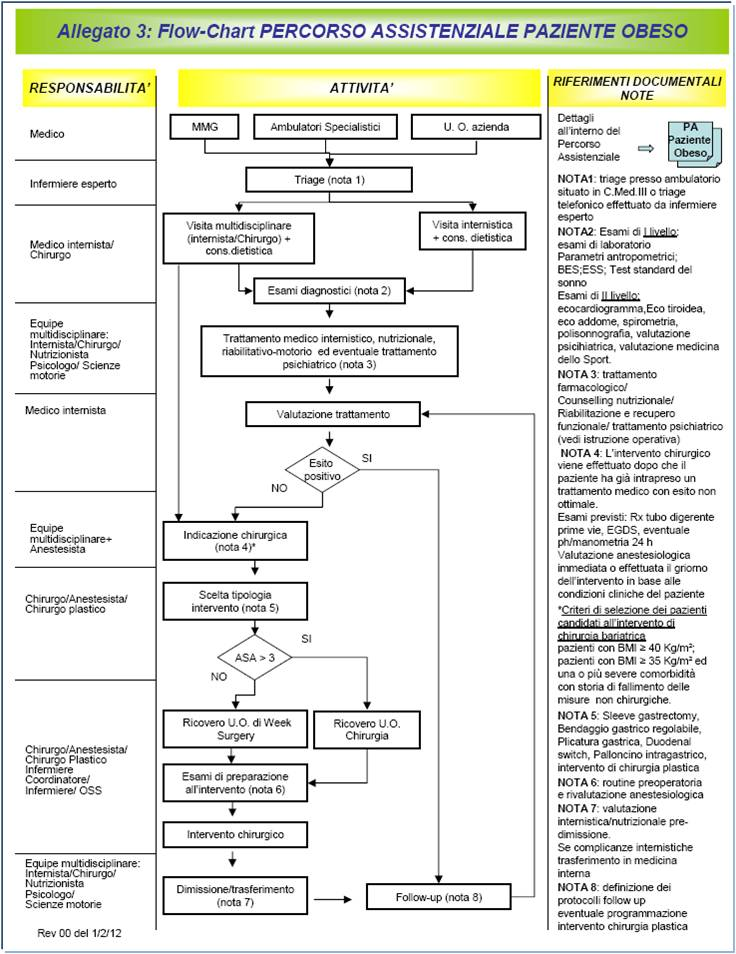 Allegato 3: Flow-Chart PERCORSO ASSISTENZIALE PAZIENTE OBESO
RESPONSABILITA'
Medico
Infermiere esperto
Medico internista/
Chirurgo
Equipe
multidisciplinare:
Internista/Chirurgo/
Nutrizionista
Psicologo/ Scienze
motorie
Medico internista
Equipe
multidisciplinare+
Anestesista
Chirurgo/Anestesista/
Chirurgo plastico
Chirurgo/Anestesista/
Chirurgo Plastico
Infermiere
Coordinatore/
Infermiere/ OSS
Equipe multidisciplinare:
Internista/Chirurgo/
Nutrizionista
Psicologo/
Scienze motorie
Rev 00 del 1/2/12
ATTIVITA'
MMG
Ambulatori Specialistici
U. O. azienda
Triage (nota 1)
Visita multidisciplinare
(internista/Chirurgo) +
cons.dietistica
Visita internistica
+ cons. dietistica
Esami diagnostici (nota 2)
Trattamento medico internistico, nutrizionale,
riabilitativo-motorio ed eventuale trattamento
psichiatrico (nota 3)
Valutazione trattamento
Esito
positivo
SI
NO
Indicazione chirurgica
(nota 4)*
Scelta tipologia
intervento (nota 5)
ASA > 3
SI
NO
Ricovero U.O. di Week
Surgery
Ricovero U.O.
Chirurgia
Esami di preparazione
all'intervento (nota 6)
Intervento chirurgico
Dimissione/trasferimento
(nota 7)
Follow-up (nota 8)
RIFERIMENTI DOCUMENTALI
NOTE
Dettagli
all'interno del
Percorso
Assistenziale
PA
Paziente
Obeso
NOTA1: triage presso ambulatorio
situato in C.Med.III o triage
telefonico effettuato da infermiere
esperto
NOTA2: Esami di I livello:
esami di laboratorio
Parametri antropometrici;
BES;ESS; Test standard del
sonno
Esami di II livello:
ecocardiogramma,Eco tiroidea,
eco addome, spirometria,
polisonnografia, valutazione
psicihiatrica, valutazione medicina
dello Sport.
NOTA 3: trattamento
farmacologico/
Counselling nutrizionale/
Riabilitazione e recupero
funzionale/ trattamento psichiatrico
(vedi istruzione operativa)
NOTA 4: L'intervento chirurgico
viene effettuato dopo che il
paziente ha già intrapreso un
trattamento medico con esito non
ottimale.
Esami previsti: Rx tubo digerente
prime vie, EGDS, eventuale
ph/manometria 24 h
Valutazione anestesiologica
immediata o effettuata il griorno
dell'intervento in base alle
condizioni cliniche del paziente
*Criteri di selezione dei pazienti
candidati all'intervento di
chirurgia bariatrica
pazienti con BMI ≥ 40 Kg/m²;
pazienti con BMI ≥ 35 Kg/m² ed
una o più severe comorbidità
con storia di fallimento delle
misure non chirurgiche.
NOTA 5: Sleeve gastrectomy,
Bendaggio gastrico regolabile,
Plicatura gastrica, Duodenal
switch, Palloncino intragastrico,
intervento di chirurgia plastica
NOTA 6: routine preoperatoria
e rivalutazione anestesiologica
NOTA 7: valutazione
internistica/nutrizionale pre-
dimissione.
Se complicanze internistiche
trasferimento in medicina
interna
NOTA 8: definizione dei
protocolli follow up
eventuale programmazione
intervento chirurgia plastica